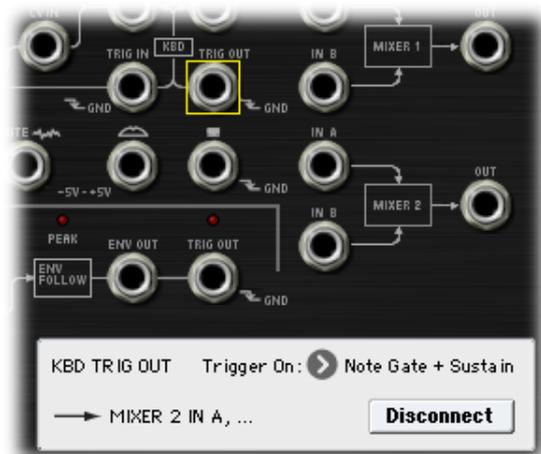 CV IN
OUT
TRIG IN
KBD
TRIG OUT
IN B
MIXER 1
GND
GND
IN A
-5V - +5V
GND
MIXER 2
OUT
IN B
PEAK
ENV OUT
TRIG OUT
ENV
FOLLOW
GND
KBD TRIG OUT Trigger On: Note Gate + Sustain
MIXER 2 IN A, ...
Disconnect